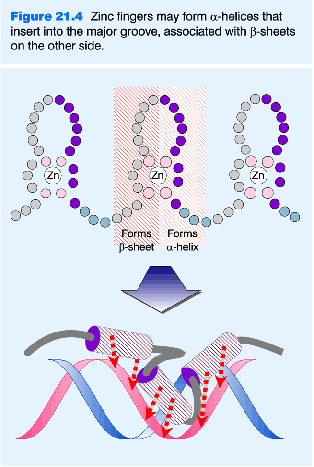 Figure 21.4 Zinc fingers may form α-helices that
insert into the major groove, associated with β-sheets
on the other side.
Zn Zn Zn
Forms Forms
β-sheet α-helix